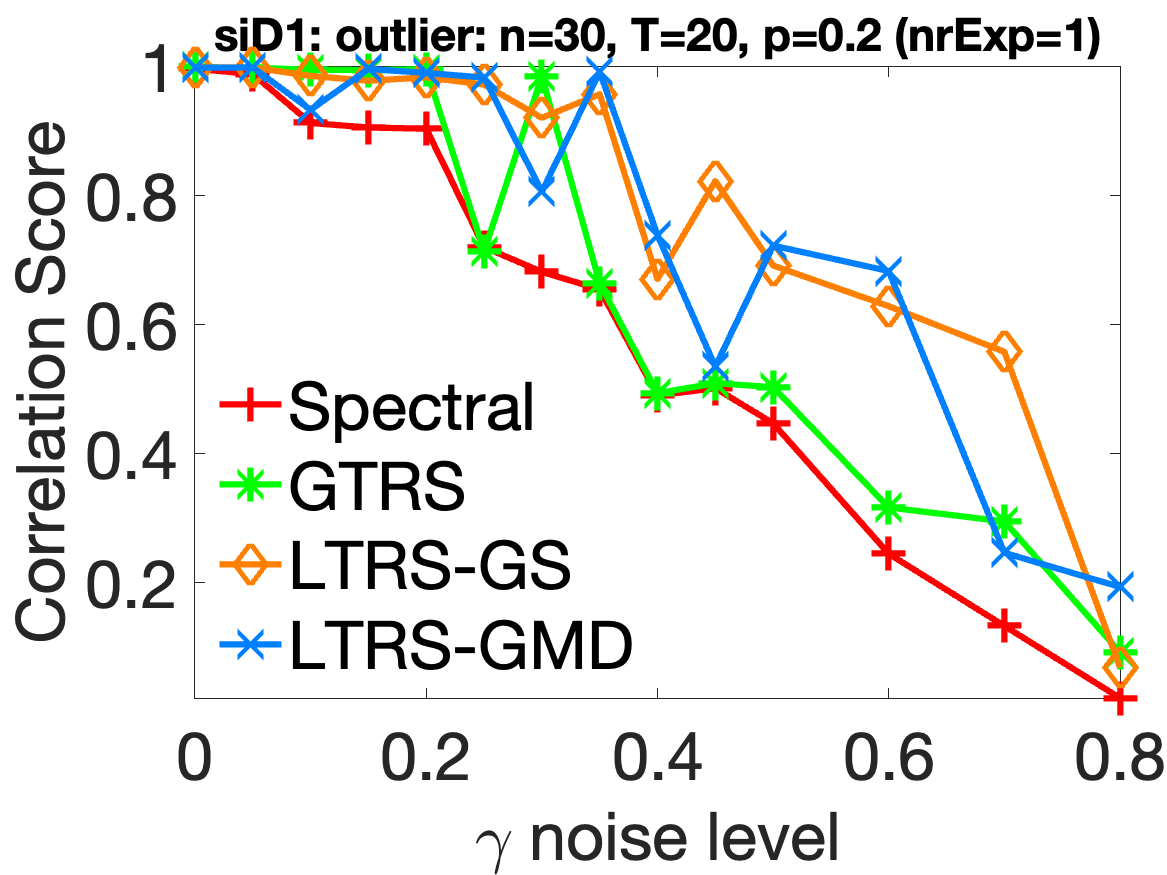 siD1: outlier: n=30, T=20, p=0.2 (nrExp=1)
1
0.8
0.6
0.4
0.2
Correlation Score
Spectral
GTRS
LTRS-GS
LTRS-GMD
0 0.2 0.4 0.6 0.8
γ noise level